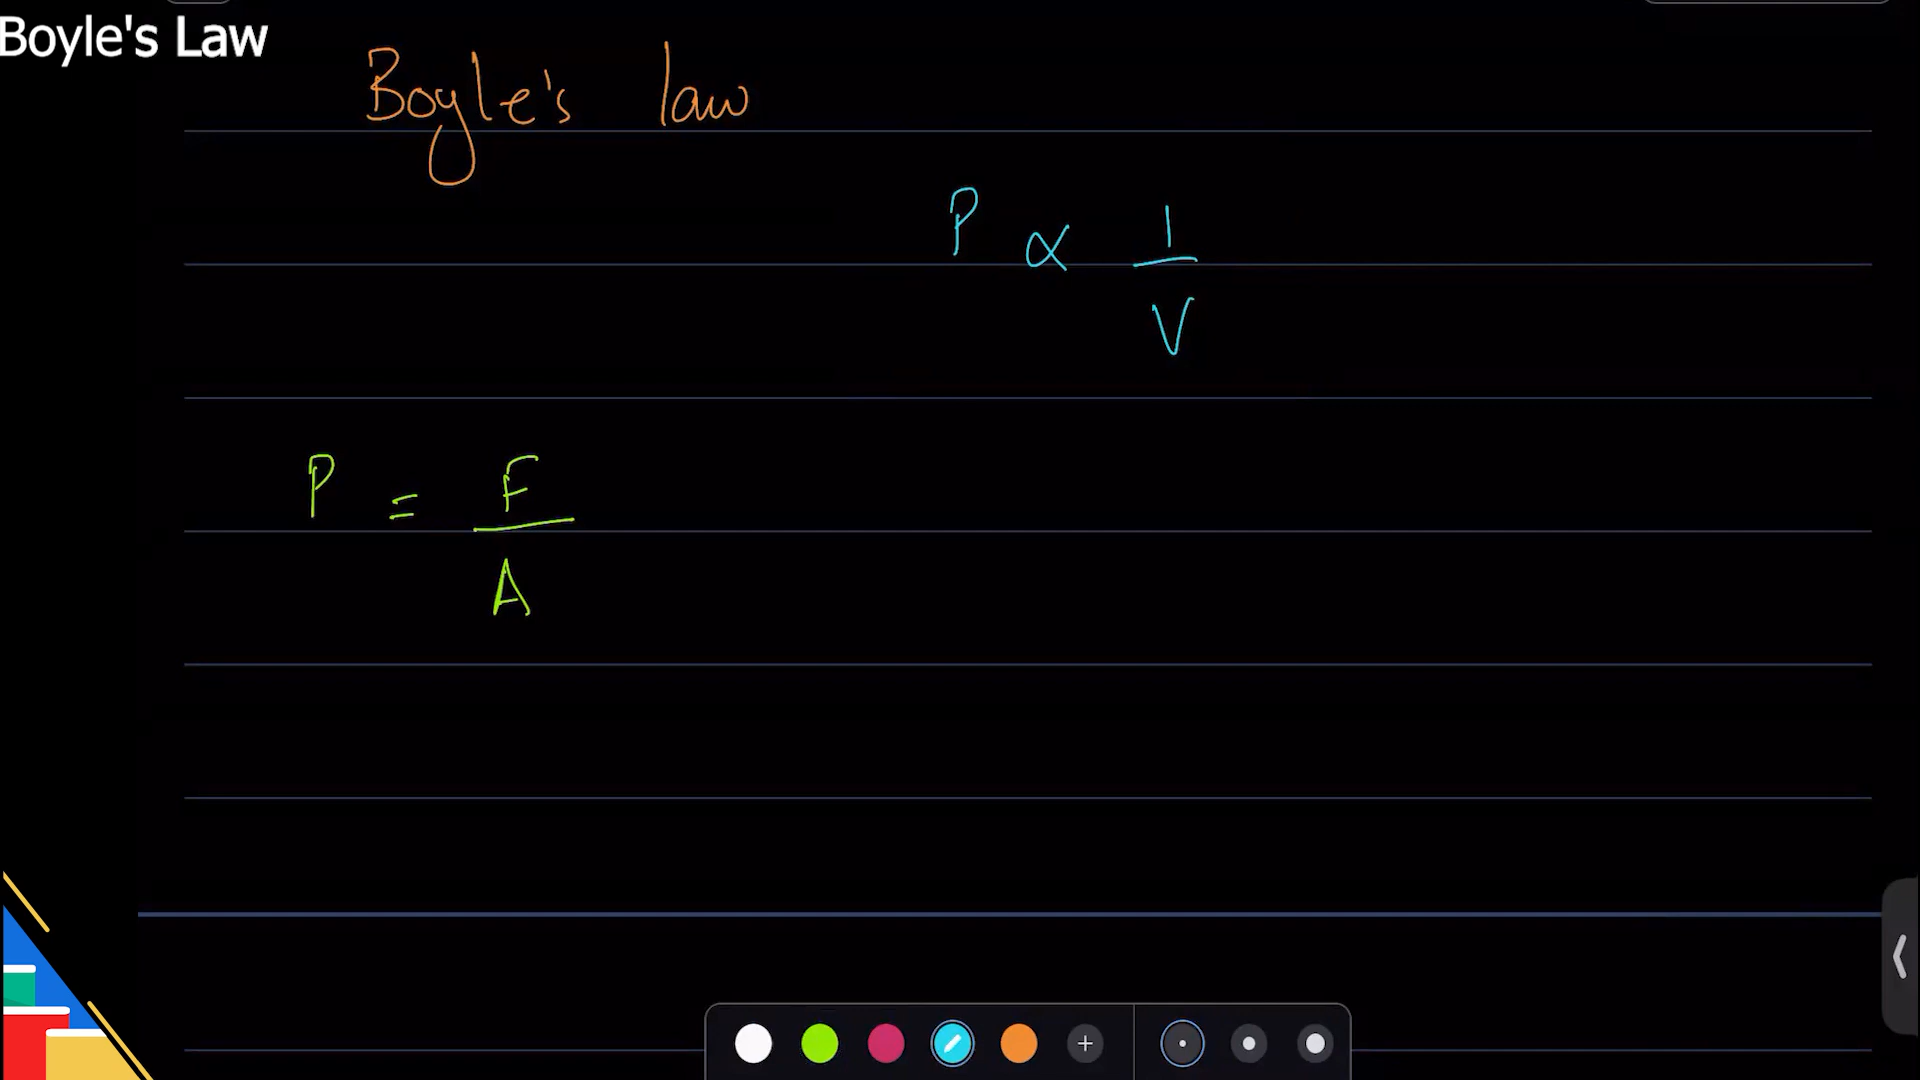 Boyle's Law
Boyle's law
P ∝ 1/V
P = F/A